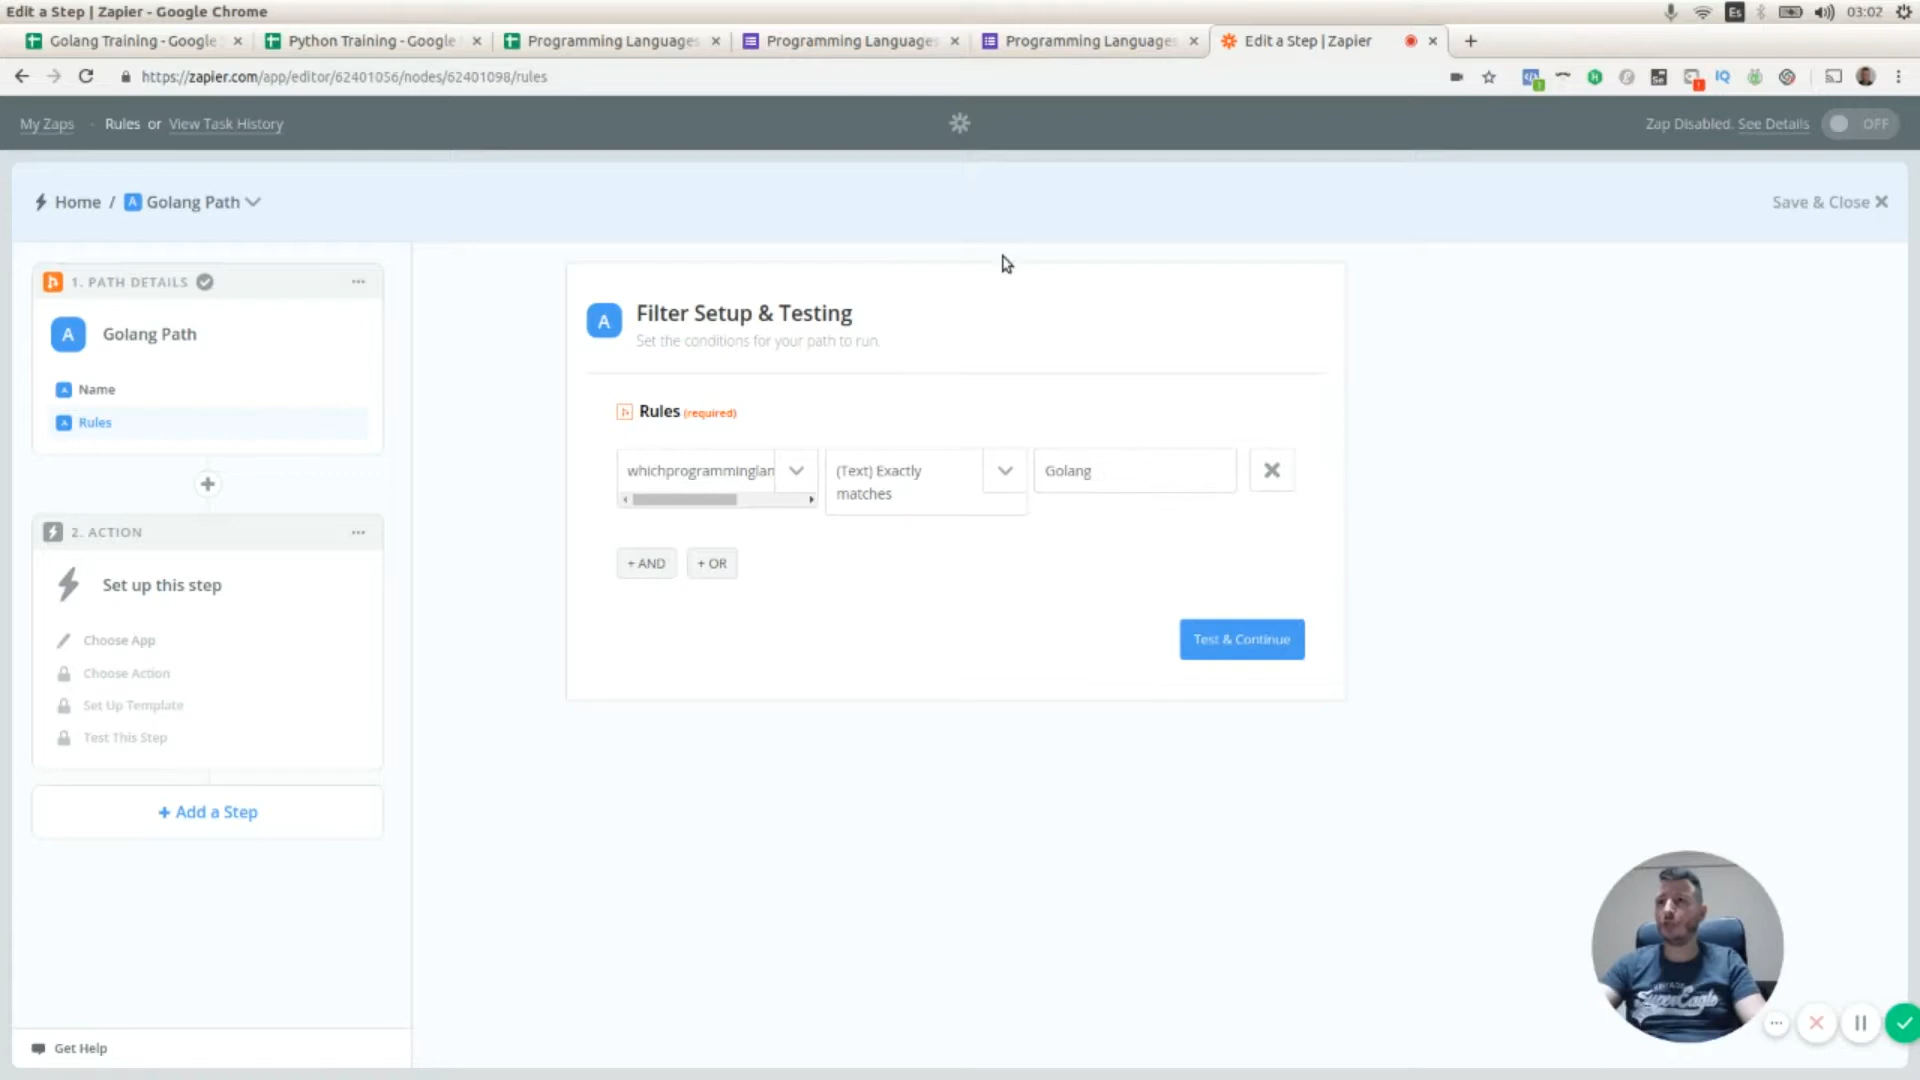 Edit a Step | Zapier - Google Chrome
Es
03:02
Golang Training - Google
Python Training - Google
Programming Languages
Programming Languages
Programming Languages
Edit a Step | Zapier
https://zapier.com/app/editor/62401056/nodes/62401098/rules
IQ
My Zaps
Rules or View Task History
Zap Disabled. See Details
OFF
Home / A Golang Path
Save & Close
1. PATH DETAILS
A
Golang Path
A Name
A Rules
2. ACTION
Set up this step
Choose App
Choose Action
Set Up Template
Test This Step
+ Add a Step
Get Help
A
Filter Setup & Testing
Set the conditions for your path to run.
Rules (required)
whichprogramminglan
(Text) Exactly
matches
Golang
+ AND
+ OR
Test & Continue
SuperEagle